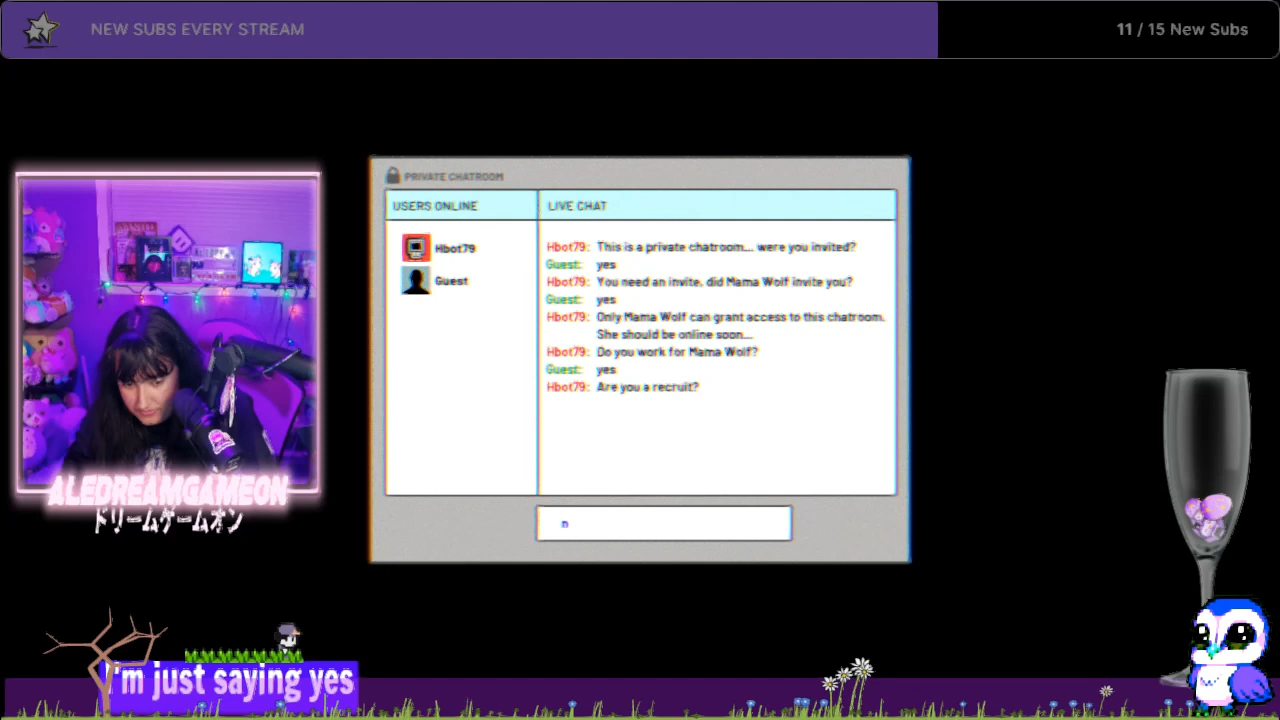 NEW SUBS EVERY STREAM
11 / 15 New Subs
PRIVATE CHATROOM
USERS ONLINE
LIVE CHAT
Hbot79
Guest
Hbot79: This is a private chatroom... were you invited?
Guest: yes
Hbot79: You need an invite, did Mama Wolf invite you?
Guest: yes
Hbot79: Only Mama Wolf can grant access to this chatroom.
She should be online soon...
Hbot79: Do you work for Mama Wolf?
Guest: yes
Hbot79: Are you a recruit?
n
ALEDREAMGAMEON
ドリームゲームオン
I'm just saying yes